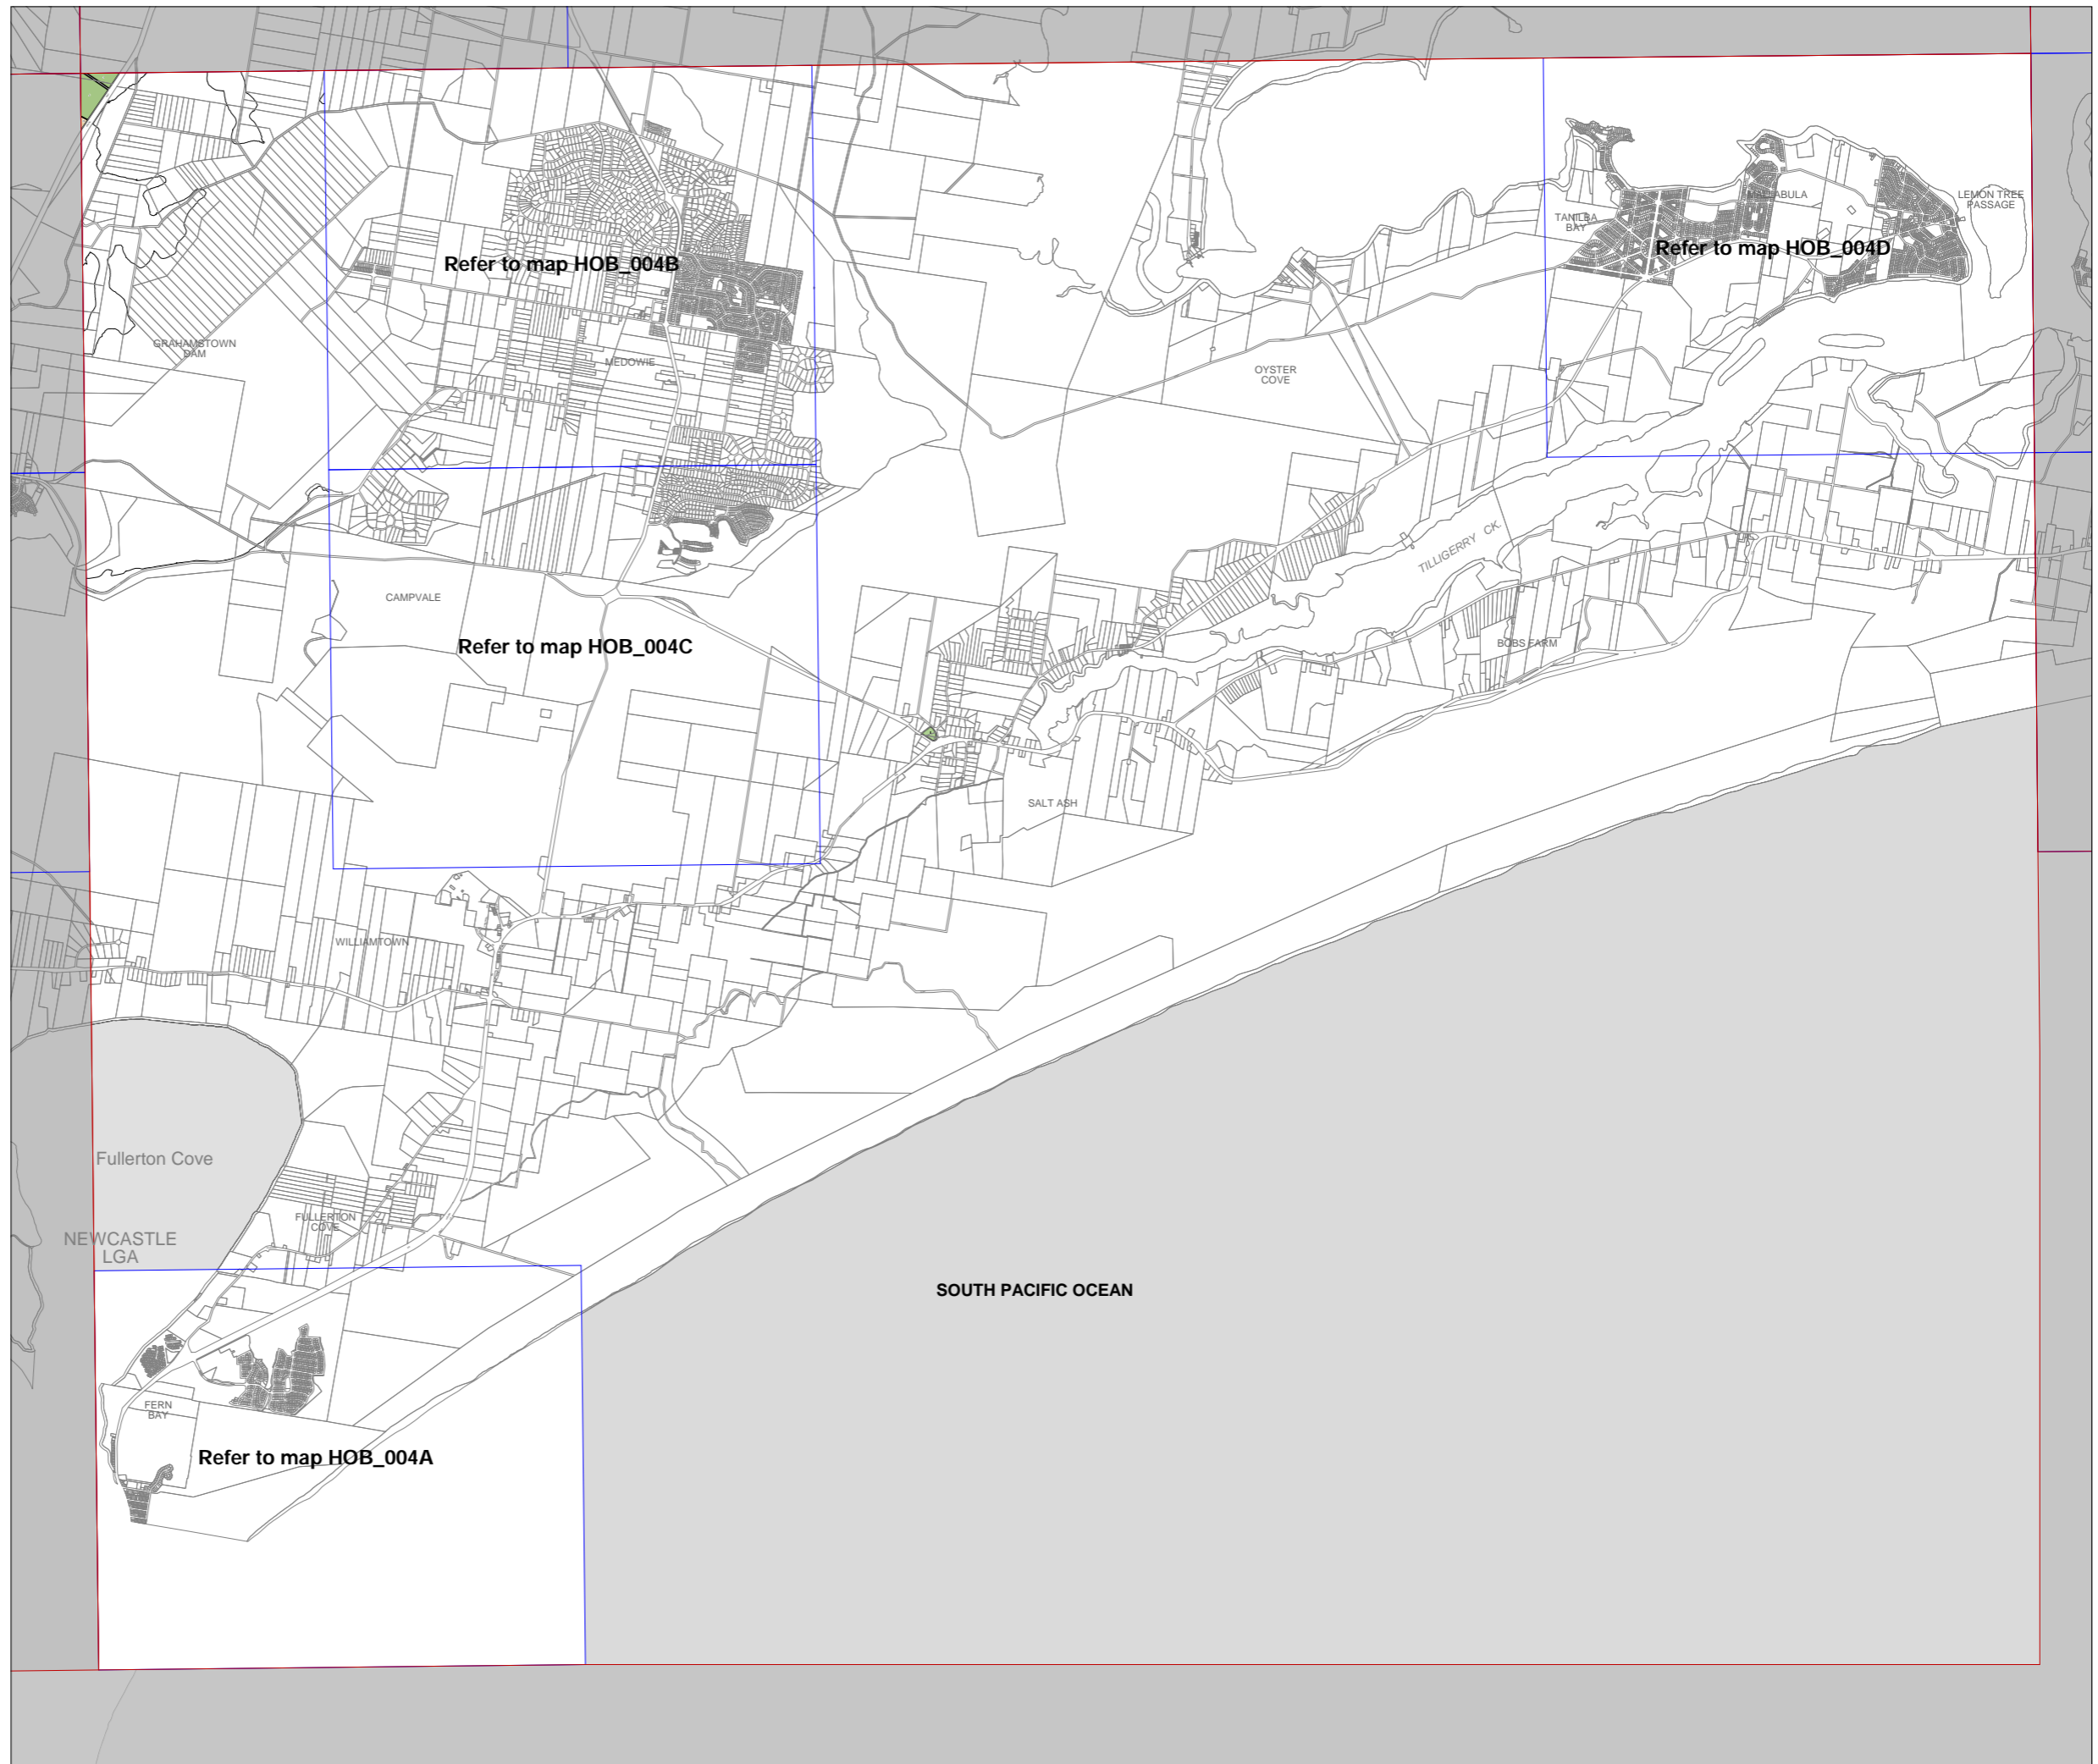 LEMON TREE
PASSAGE
MALLABULA
TANILBA
BAY
Refer to map HOB_004D
Refer to map HOB_004B
GRAHAMSTOWN
DAM
MEDOWIE
OYSTER
COVE
TILLIGERRY CK.
CAMPVALE
Refer to map HOB_004C
BOBS FARM
SALT ASH
WILLIAMTOWN
Fullerton Cove
FULLERTON
COVE
NEWCASTLE
LGA
SOUTH PACIFIC OCEAN
FERN
BAY
Refer to map HOB_004A